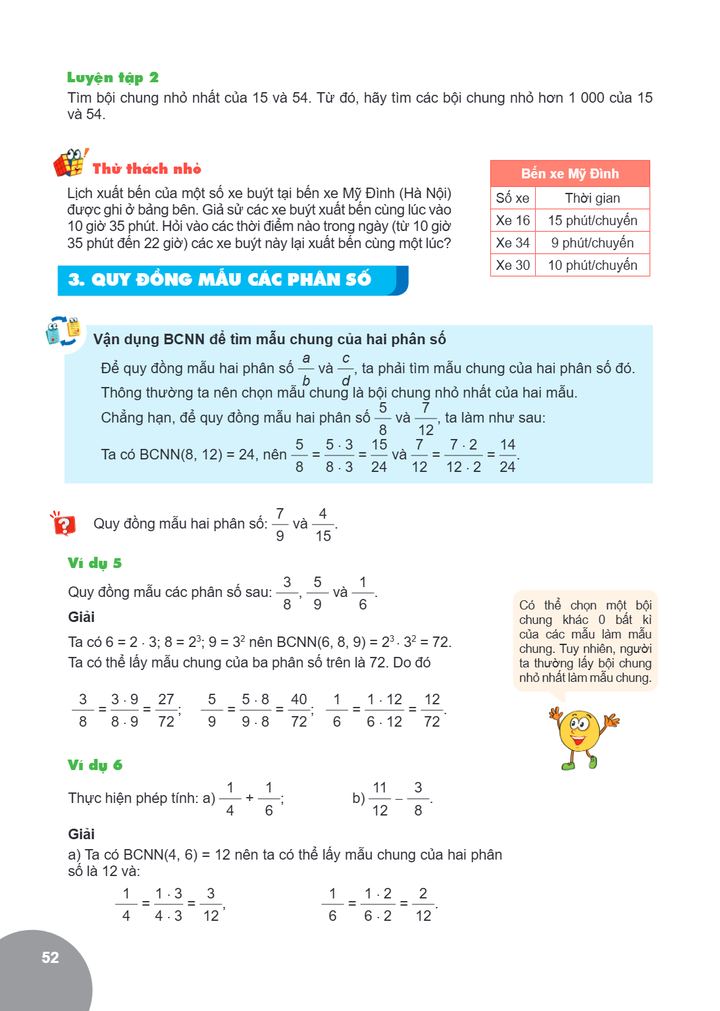 Luyện tập 2
Tìm bội chung nhỏ nhất của 15 và 54. Từ đó, hãy tìm các bội chung nhỏ hơn 1 000 của 15
và 54.
Thử thách nhỏ
Lịch xuất bến của một số xe buýt tại bến xe Mỹ Đình (Hà Nội)
được ghi ở bảng bên. Giả sử các xe buýt xuất bến cùng lúc vào
10 giờ 35 phút. Hỏi vào các thời điểm nào trong ngày (từ 10 giờ
35 phút đến 22 giờ) các xe buýt này lại xuất bến cùng một lúc?
Bến xe Mỹ Đình
Số xe Thời gian
Xe 16 15 phút/chuyến
Xe 34 9 phút/chuyến
Xe 30 10 phút/chuyến
3. QUY ĐỒNG MẪU CÁC PHÂN SỐ
Vận dụng BCNN để tìm mẫu chung của hai phân số
Để quy đồng mẫu hai phân số a/b và c/d, ta phải tìm mẫu chung của hai phân số đó.
Thông thường ta nên chọn mẫu chung là bội chung nhỏ nhất của hai mẫu.
Chẳng hạn, để quy đồng mẫu hai phân số 5/8 và 7/12, ta làm như sau:
Ta có BCNN(8, 12) = 24, nên 5/8 = 5 · 3/8 · 3 = 15/24 và 7/12 = 7 · 2/12 · 2 = 14/24.
?
Quy đồng mẫu hai phân số: 7/9 và 4/15.
Ví dụ 5
Quy đồng mẫu các phân số sau: 3/8, 5/9 và 1/6.
Giải
Ta có 6 = 2 · 3; 8 = 2³; 9 = 3² nên BCNN(6, 8, 9) = 2³ · 3² = 72.
Ta có thể lấy mẫu chung của ba phân số trên là 72. Do đó
3/8 = 3 · 9/8 · 9 = 27/72; 5/9 = 5 · 8/9 · 8 = 40/72; 1/6 = 1 · 12/6 · 12 = 12/72.
Có thể chọn một bội
chung khác 0 bất kì
của các mẫu làm mẫu
chung. Tuy nhiên, người
ta thường lấy bội chung
nhỏ nhất làm mẫu chung.
Ví dụ 6
Thực hiện phép tính: a) 1/4 + 1/6; b) 11/12 – 3/8.
Giải
a) Ta có BCNN(4, 6) = 12 nên ta có thể lấy mẫu chung của hai phân
số là 12 và:
1/4 = 1 · 3/4 · 3 = 3/12, 1/6 = 1 · 2/6 · 2 = 2/12.
52